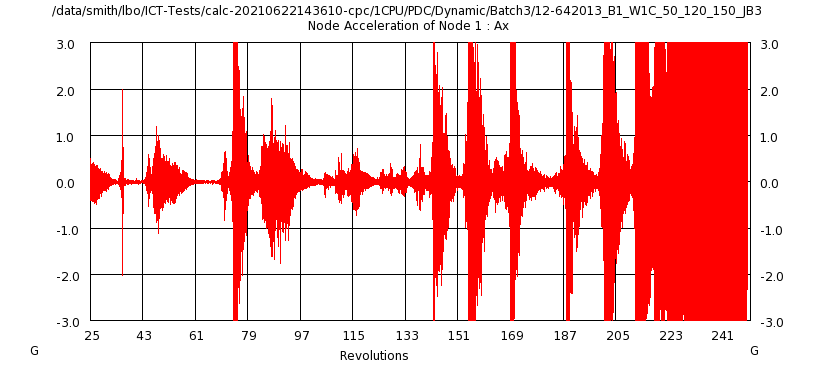 /data/smith/lbo/ICT-Tests/calc-20210622143610-cpc/1CPU/PDC/Dynamic/Batch3/12-642013_B1_W1C_50_120_150_JB3
Node Acceleration of Node 1 : Ax
3.0 3.0
2.0 2.0
1.0 1.0
0.0 0.0
-1.0 -1.0
-2.0 -2.0
-3.0 -3.0
25 43 61 79 97 115 133 151 169 187 205 223 241
G G
Revolutions